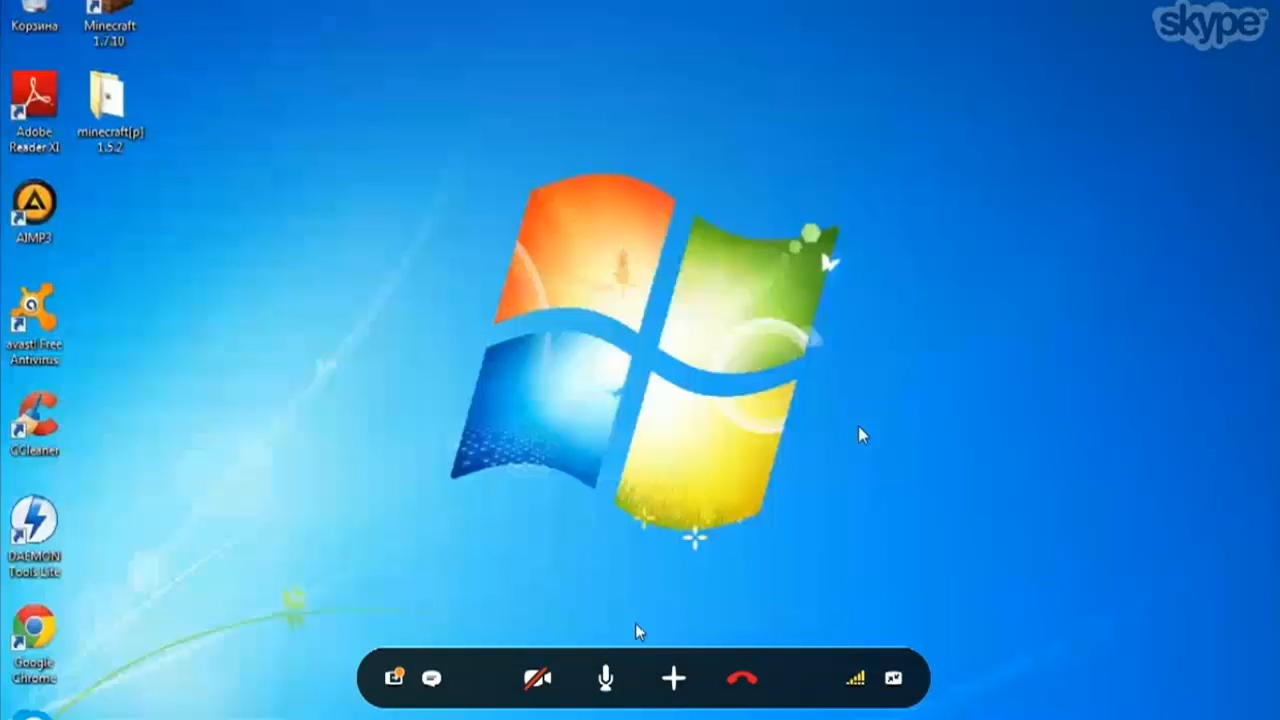 skype
Корзина
Minecraft
1.7.10
Adobe
Reader XI
minecraft[p]
1.5.2
AIMP3
avast! Free
Antivirus
CCleaner
DAEMON
Tools Lite
Google
Chrome